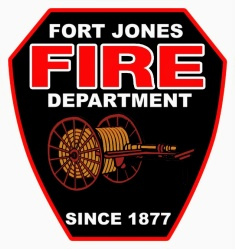 FORT JONES
FIRE
DEPARTMENT
SINCE 1877